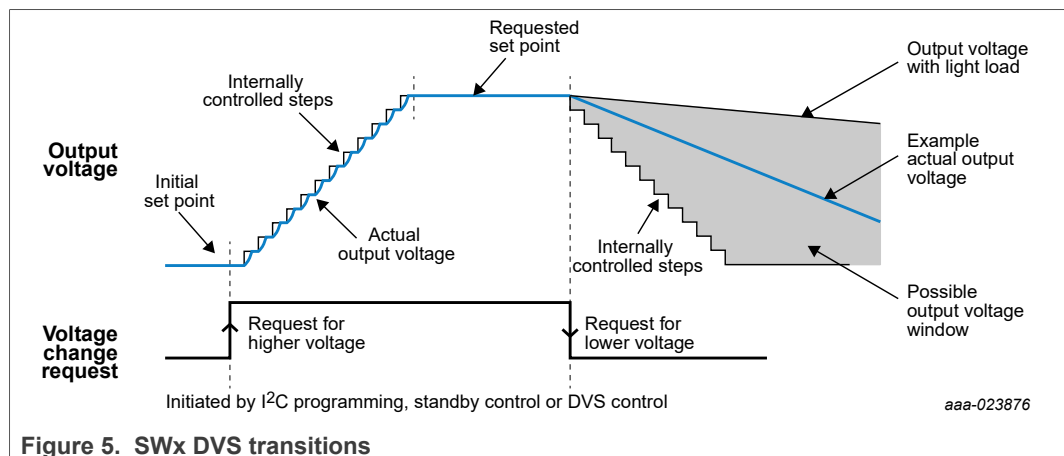 Requested
set point
Output voltage
with light load
Internally
controlled steps
Output
voltage
Initial
set point
Actual
output voltage
Example
actual output
voltage
Internally
controlled steps
Possible
output voltage
window
Voltage
change
request
Request for
higher voltage
Request for
lower voltage
Initiated by I²C programming, standby control or DVS control
aaa-023876
Figure 5. SWx DVS transitions